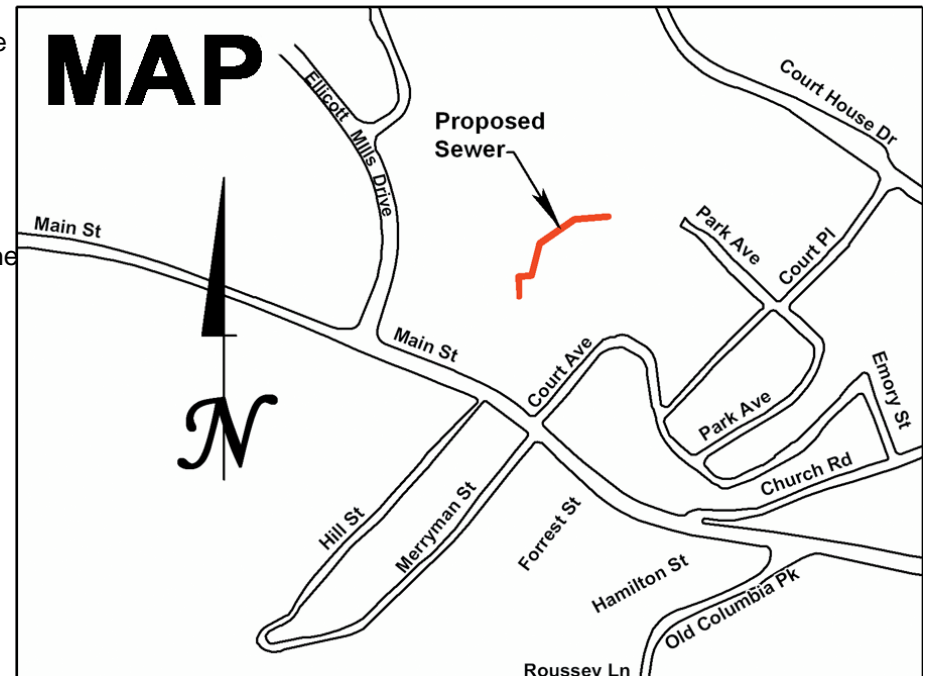 MAP
Ellicott Mills Drive
Court House Dr
Proposed
Sewer
Main St
Park Ave
Court Pl
Main St
Court Ave
Emory St
Park Ave
Church Rd
N
Hill St
Merryman St
Forrest St
Hamilton St
Old Columbia Pk
Roussey Ln